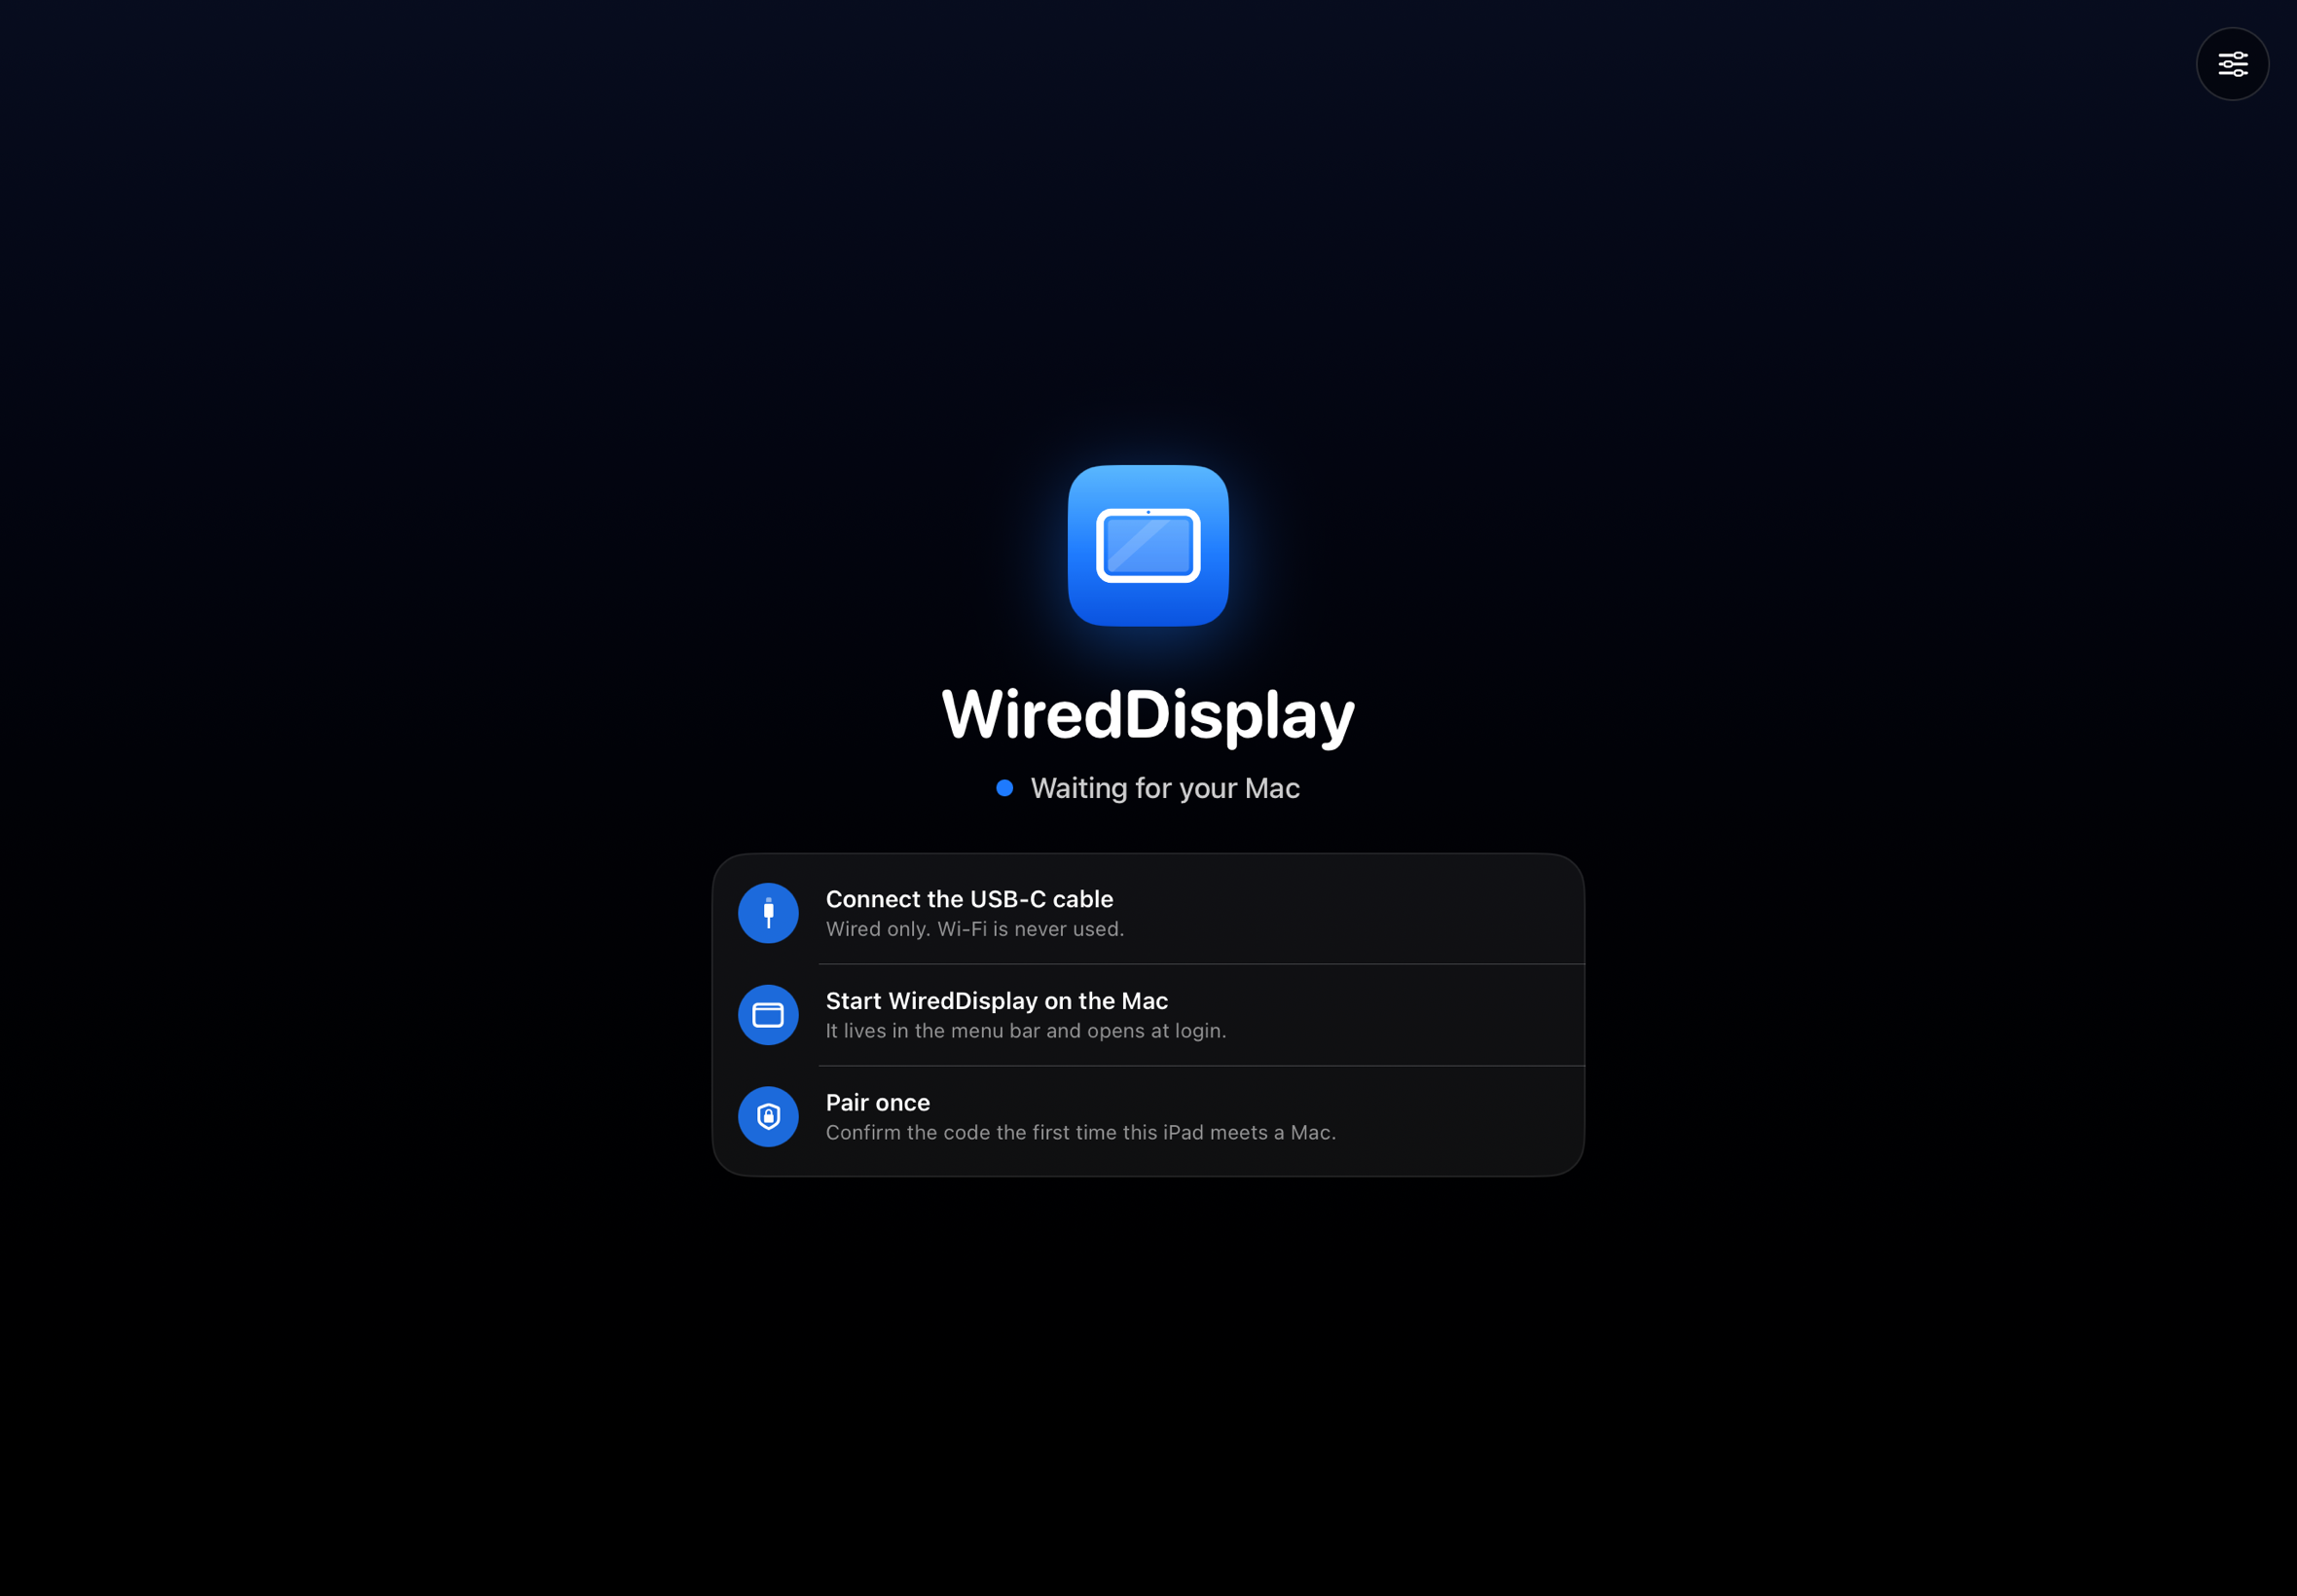 WiredDisplay
Waiting for your Mac
Connect the USB-C cable
Wired only. Wi-Fi is never used.
Start WiredDisplay on the Mac
It lives in the menu bar and opens at login.
Pair once
Confirm the code the first time this iPad meets a Mac.